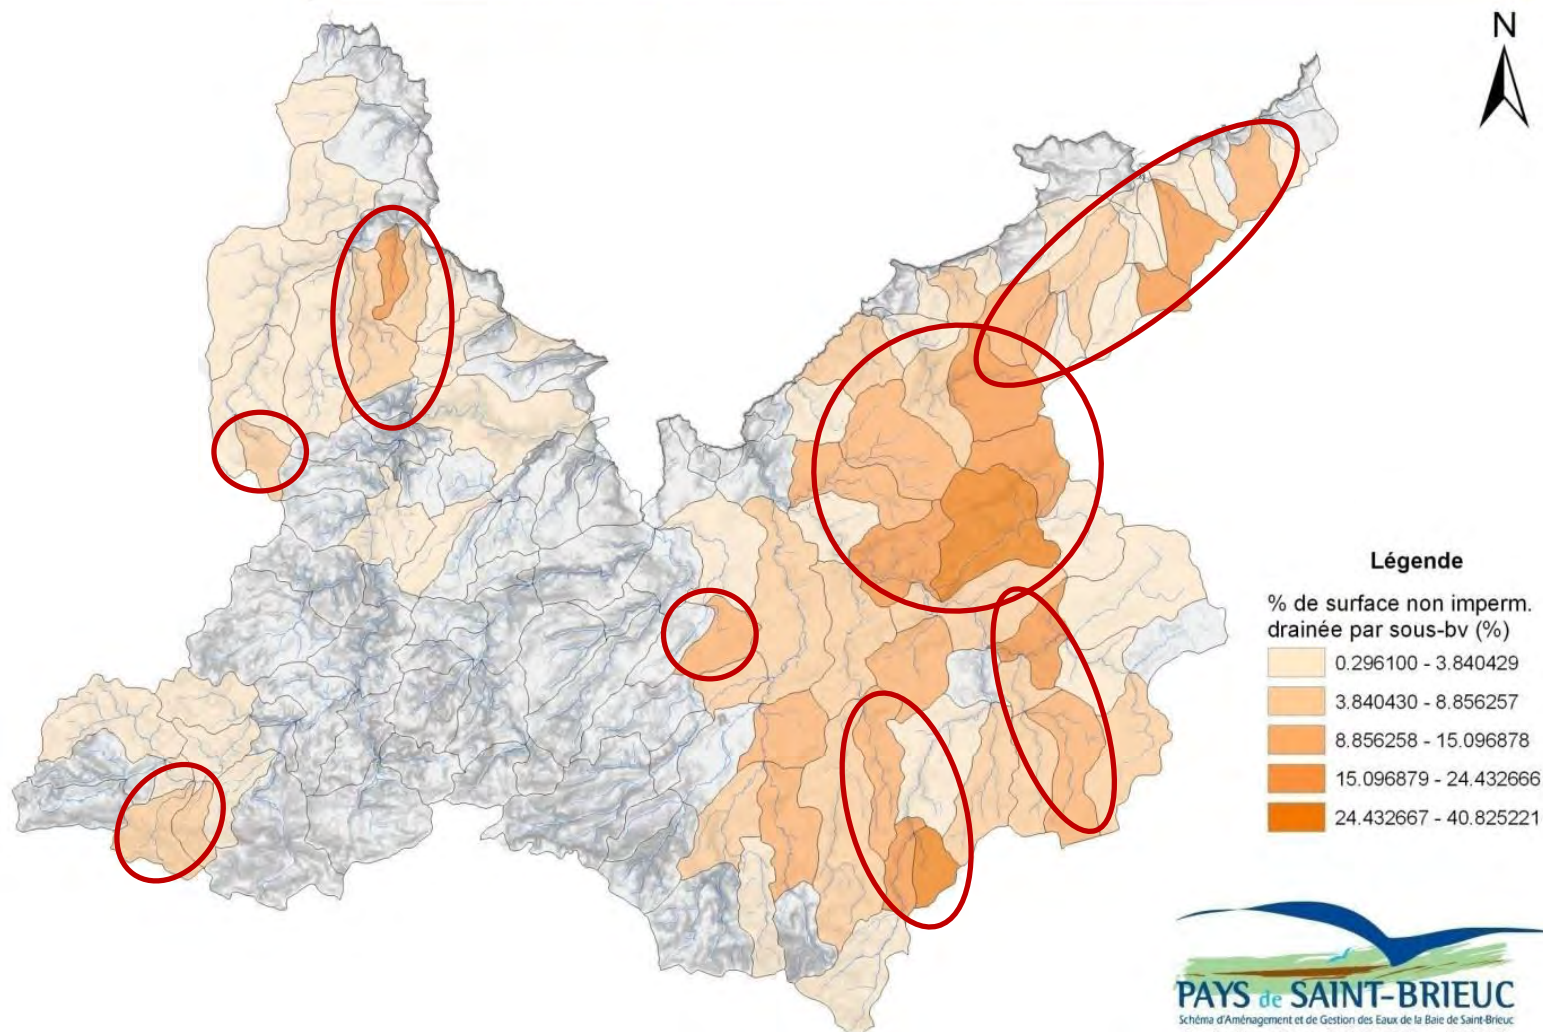 N
Légende
% de surface non imperm.
drainée par sous-bv (%)
0.296100 - 3.840429
3.840430 - 8.856257
8.856258 - 15.096878
15.096879 - 24.432666
24.432667 - 40.825221
PAYS de SAINT-BRIEUC
Schéma d'Aménagement et de Gestion des Eaux de la Baie de Saint-Brieuc